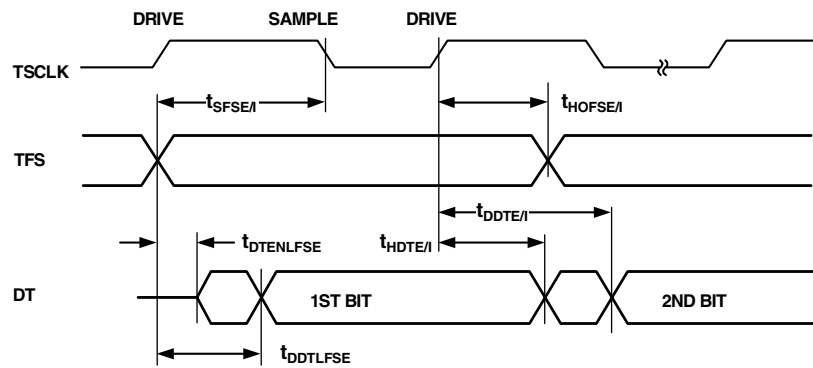 DRIVE SAMPLE DRIVE
TSCLK
tSFSE/I tHOFSE/I
TFS
tDDTE/I
tDTENLFSE tHDTE/I
DT 1ST BIT 2ND BIT
tDDTLFSE